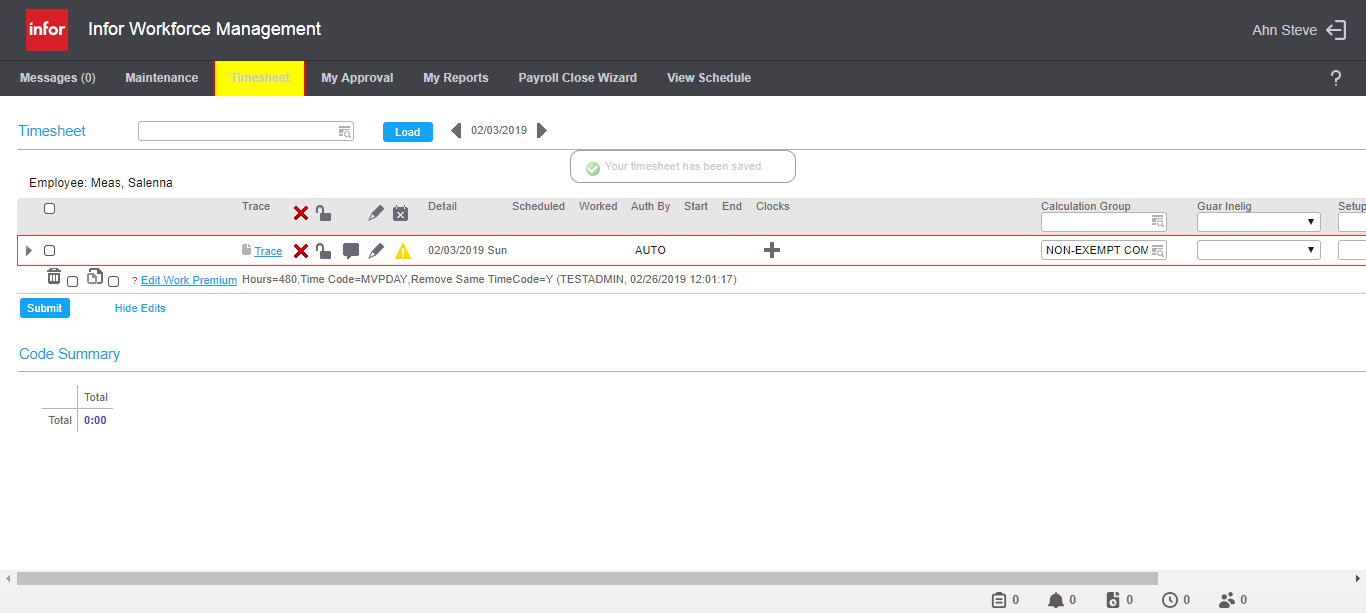 infor Infor Workforce Management Ahn Steve
Messages (0) Maintenance Timesheet My Approval My Reports Payroll Close Wizard View Schedule ?
Timesheet Load 02/03/2019
Your timesheet has been saved.
Employee: Meas, Salenna
Trace Detail Scheduled Worked Auth By Start End Clocks Calculation Group Guar Inelig Setup
Trace 02/03/2019 Sun AUTO NON-EXEMPT COM
? Edit Work Premium Hours=480,Time Code=MVPDAY,Remove Same TimeCode=Y (TESTADMIN, 02/26/2019 12:01:17)
Submit Hide Edits
Code Summary
Total
Total 0:00
0 0 0 0 0